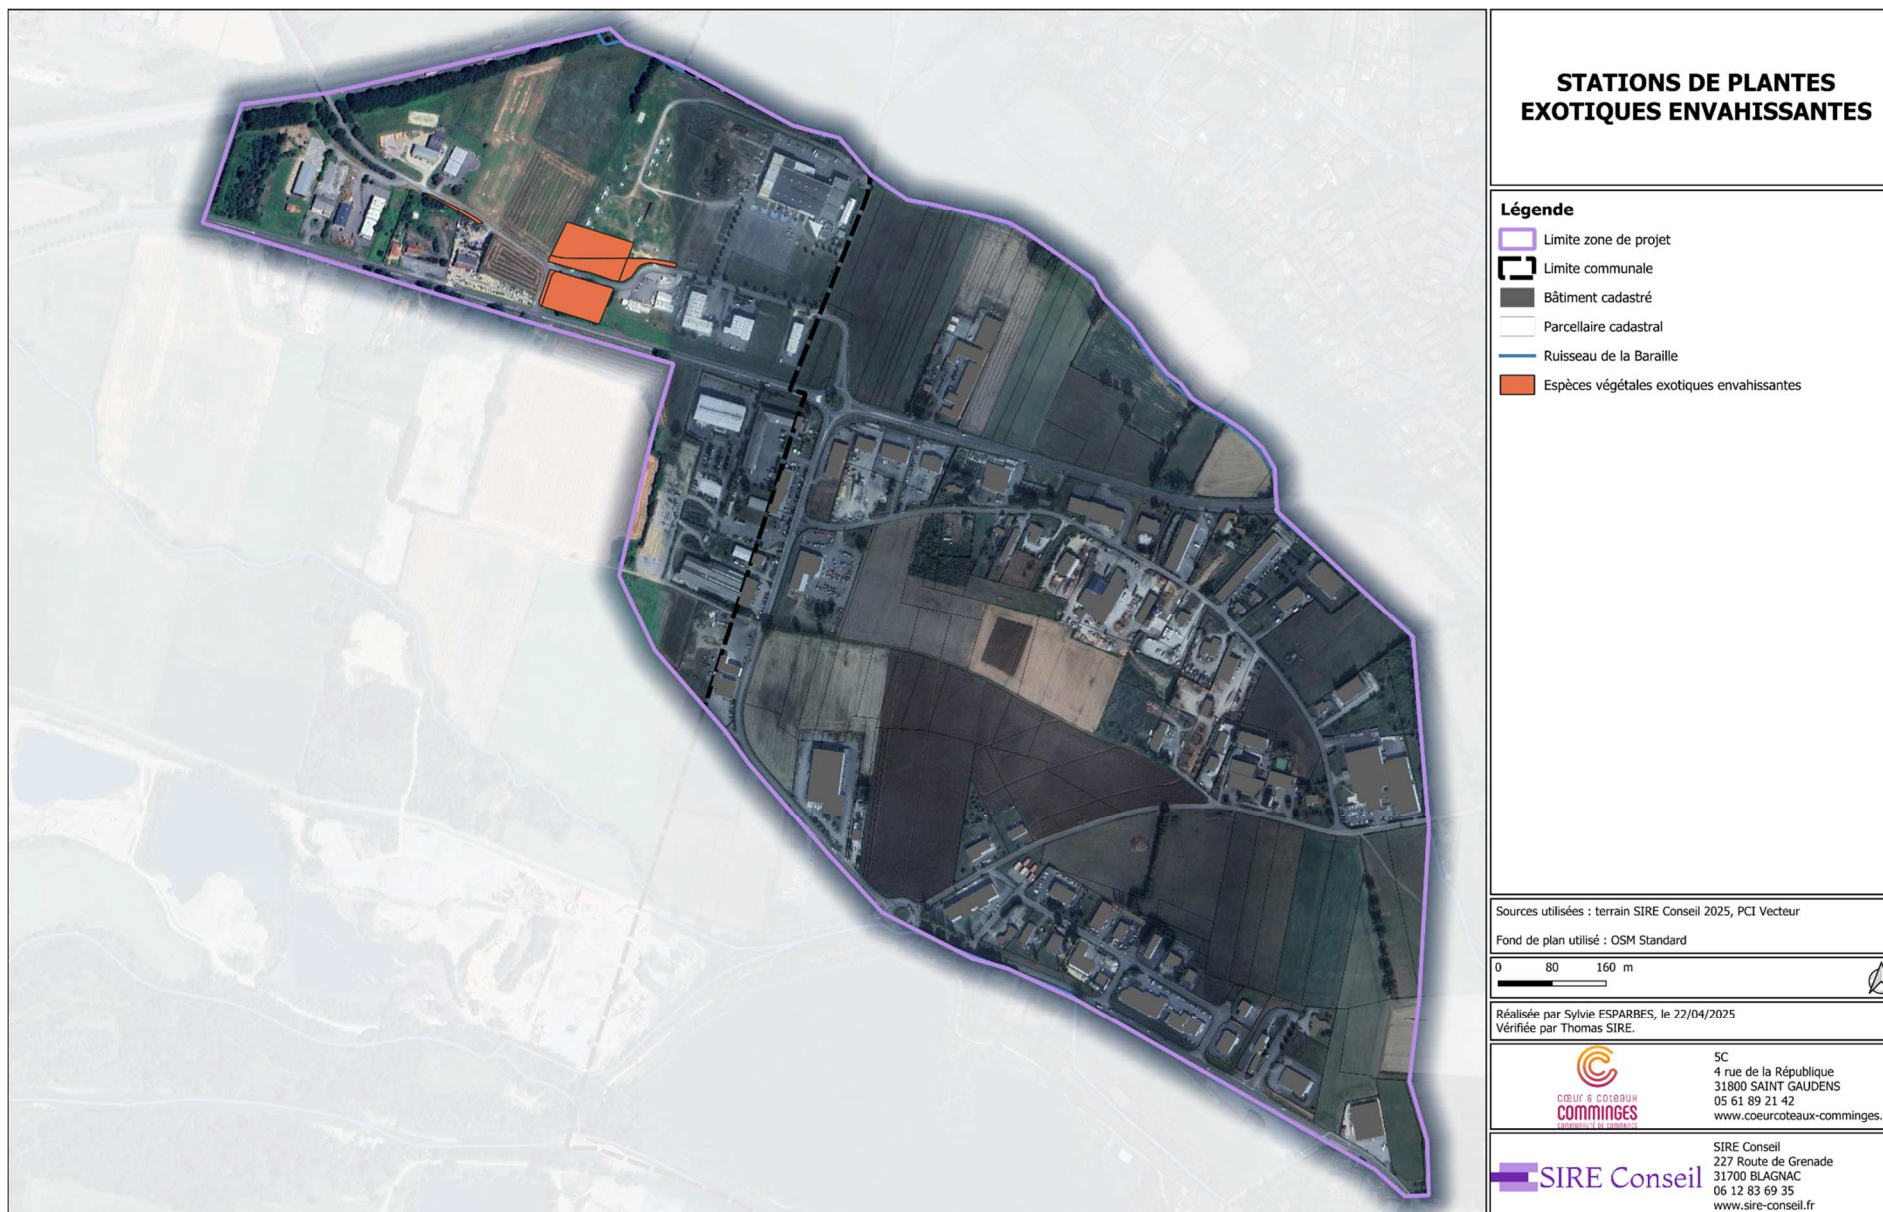 STATIONS DE PLANTES
EXOTIQUES ENVAHISSANTES
Légende
Limite zone de projet
Limite communale
Bâtiment cadastré
Parcellaire cadastral
Ruisseau de la Baraille
Espèces végétales exotiques envahissantes
Sources utilisées : terrain SIRE Conseil 2025, PCI Vecteur
Fond de plan utilisé : OSM Standard
0 80 160 m
Réalisée par Sylvie ESPARBES, le 22/04/2025
Vérifiée par Thomas SIRE.
cœur & coteaux
COMMINGES
COMMUNAUTÉ DE COMMUNES
5C
4 rue de la République
31800 SAINT GAUDENS
05 61 89 21 42
www.coeurcoteaux-comminges.
SIRE Conseil
SIRE Conseil
227 Route de Grenade
31700 BLAGNAC
06 12 83 69 35
www.sire-conseil.fr